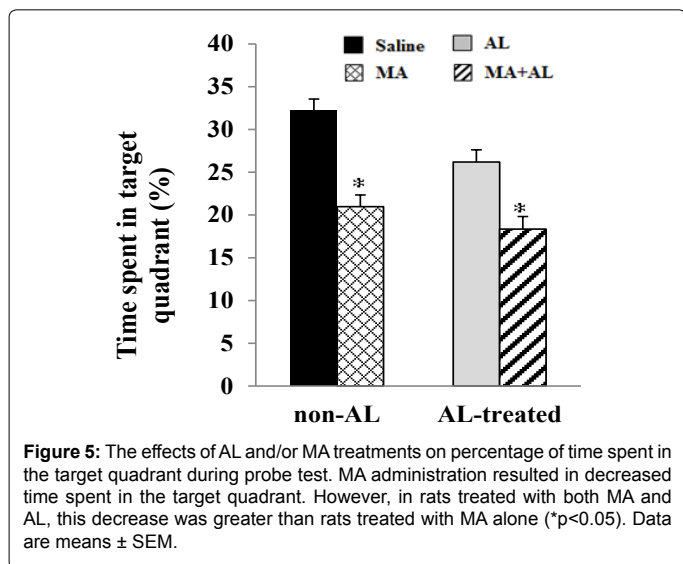 40
35
30
25
20
15
10
5
0
Time spent in target
quadrant (%)
Saline
AL
MA
MA+AL
*
*
non-AL
AL-treated
Figure 5: The effects of AL and/or MA treatments on percentage of time spent in
the target quadrant during probe test. MA administration resulted in decreased
time spent in the target quadrant. However, in rats treated with both MA and
AL, this decrease was greater than rats treated with MA alone (*p<0.05). Data
are means ± SEM.